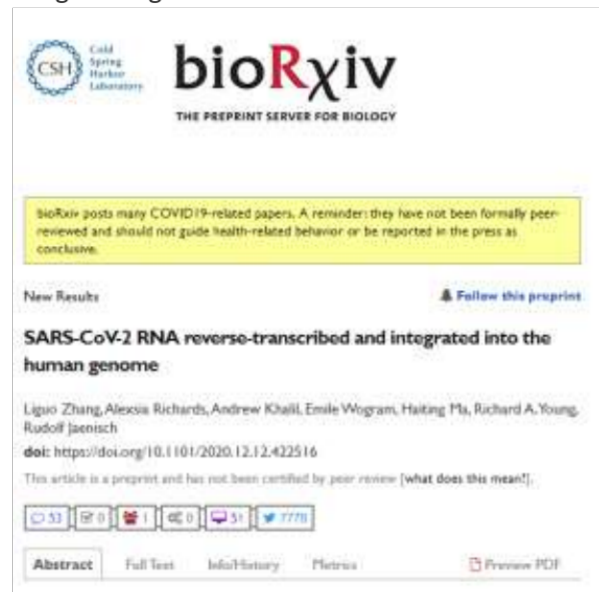 CSH
Cold
Spring
Harbor
Laboratory
bioRχiv
THE PREPRINT SERVER FOR BIOLOGY
bioRxiv posts many COVID19-related papers. A reminder: they have not been formally peer-
reviewed and should not guide health-related behavior or be reported in the press as
conclusive.
New Results
Follow this preprint
SARS-CoV-2 RNA reverse-transcribed and integrated into the
human genome
Liguo Zhang, Alexsia Richards, Andrew Khalil, Emile Wogram, Haiting Ma, Richard A. Young,
Rudolf Jaenisch
doi: https://doi.org/10.1101/2020.12.12.422516
This article is a preprint and has not been certified by peer review [what does this mean?].
53 0 1 0 51 7778
Abstract Full Text Info/History Metrics Preview PDF